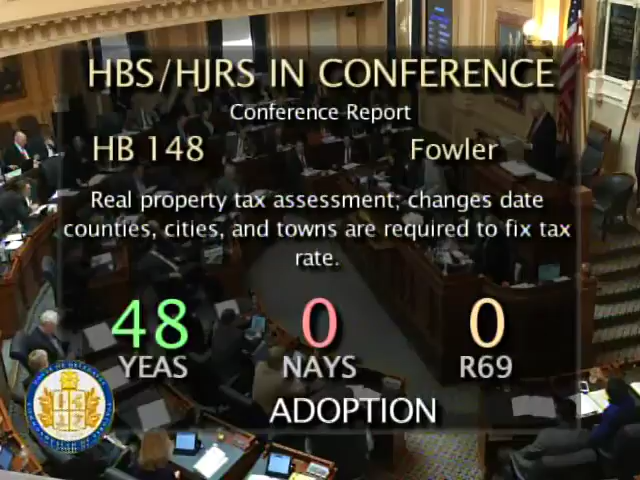 HBS/HJRS IN CONFERENCE
Conference Report
HB 148 Fowler
Real property tax assessment; changes date
counties, cities, and towns are required to fix tax
rate.
48 0 0
YEAS NAYS R69
ADOPTION